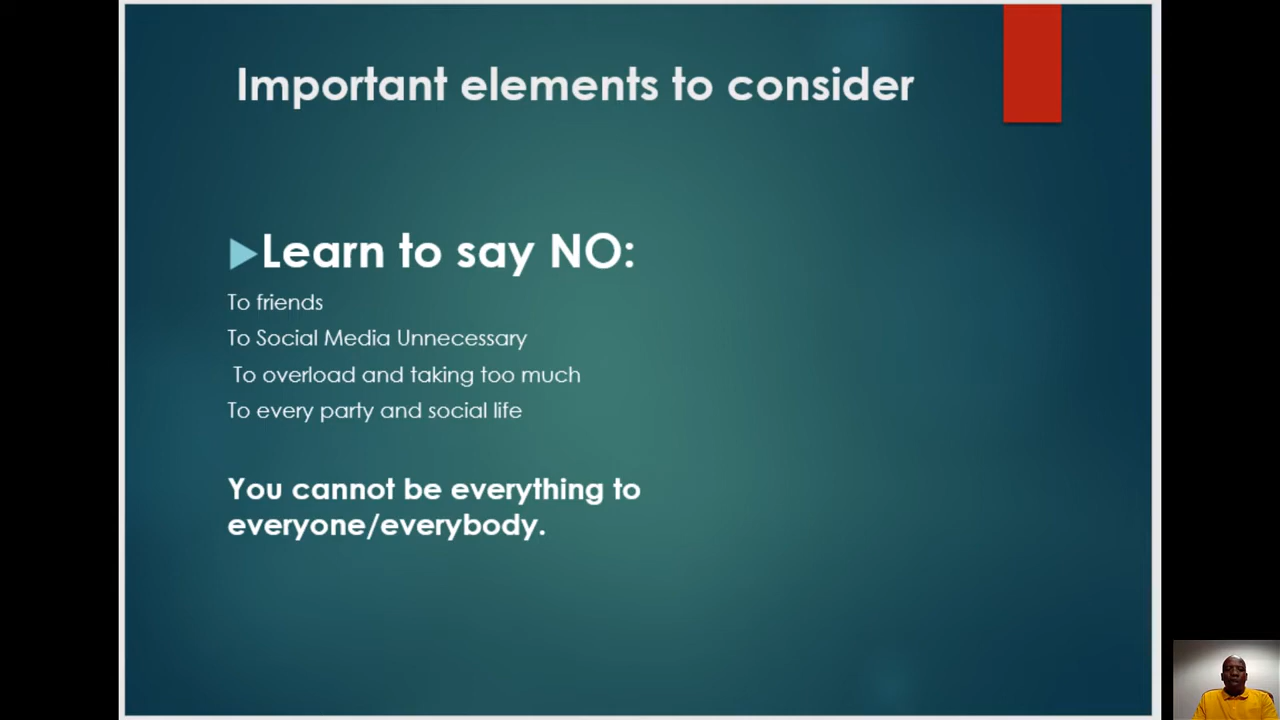 Important elements to consider
Learn to say NO:
To friends
To Social Media Unnecessary
To overload and taking too much
To every party and social life
You cannot be everything to
everyone/everybody.